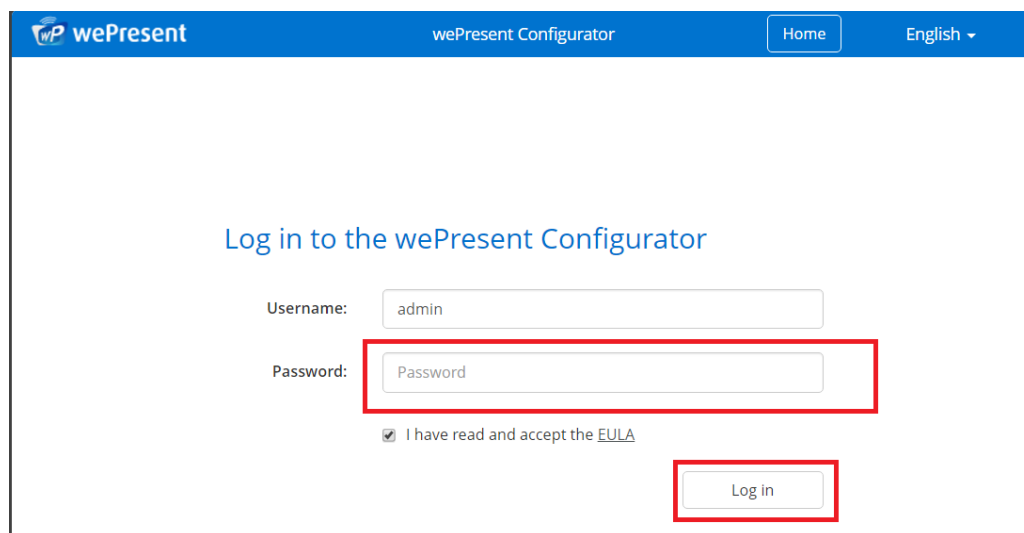 wP wePresent wePresent Configurator Home English
Log in to the wePresent Configurator
Username: admin
Password: Password
I have read and accept the EULA
Log in